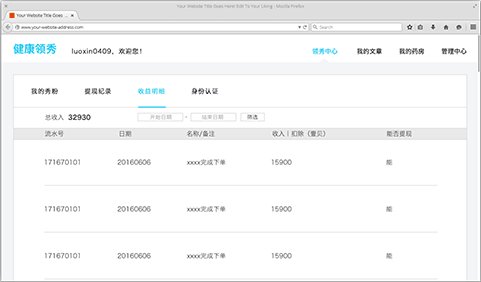 Your Website Title Goes Here! Edit To Your Liking - Mozilla Firefox
Your Website Title Goes ...
www.your-website-address.com
Search
健康领秀
luoxin0409，欢迎您！
领秀中心
我的文章
我的药房
管理中心
我的秀粉
提现纪录
收益明细
身份认证
总收入 32930
开始日期 - 结束日期 筛选
流水号 日期 名称/备注 收入｜扣除（壹贝） 能否提现
171670101 20160606 xxxx完成下单 15900 能
171670101 20160606 xxxx完成下单 15900 能
171670101 20160606 xxxx完成下单 15900 能